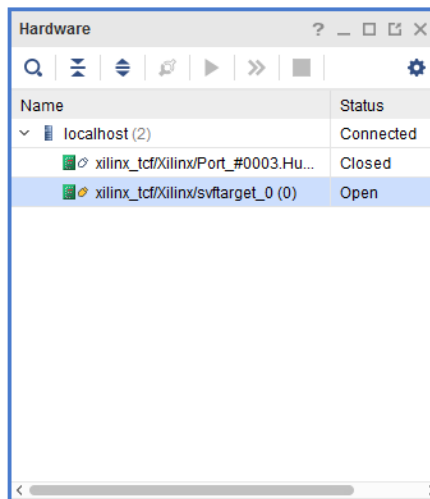 Hardware
Name Status
localhost (2) Connected
xilinx_tcf/Xilinx/Port_#0003.Hu... Closed
xilinx_tcf/Xilinx/svftarget_0 (0) Open